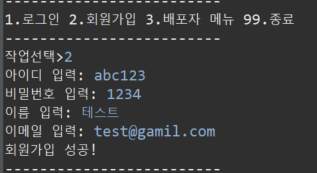 -------------------------
1.로그인 2.회원가입 3.배포자 메뉴 99.종료
-------------------------
작업선택>2
아이디 입력: abc123
비밀번호 입력: 1234
이름 입력: 테스트
이메일 입력: test@gamil.com
회원가입 성공!
-------------------------